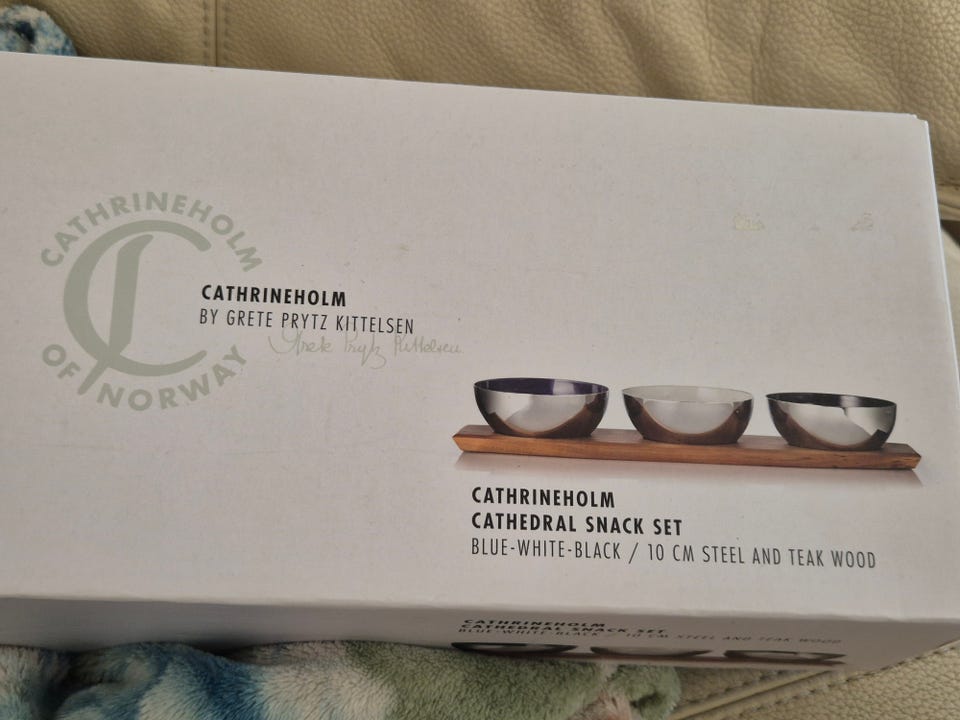 CATHRINEHOLM
OF NORWAY
CATHRINEHOLM
BY GRETE PRYTZ KITTELSEN
Grete Prytz Kittelsen
CATHRINEHOLM
CATHEDRAL SNACK SET
BLUE-WHITE-BLACK / 10 CM STEEL AND TEAK WOOD
CATHRINEHOLM
CATHEDRAL SNACK SET
BLUE-WHITE-BLACK / 10 CM STEEL AND TEAK WOOD